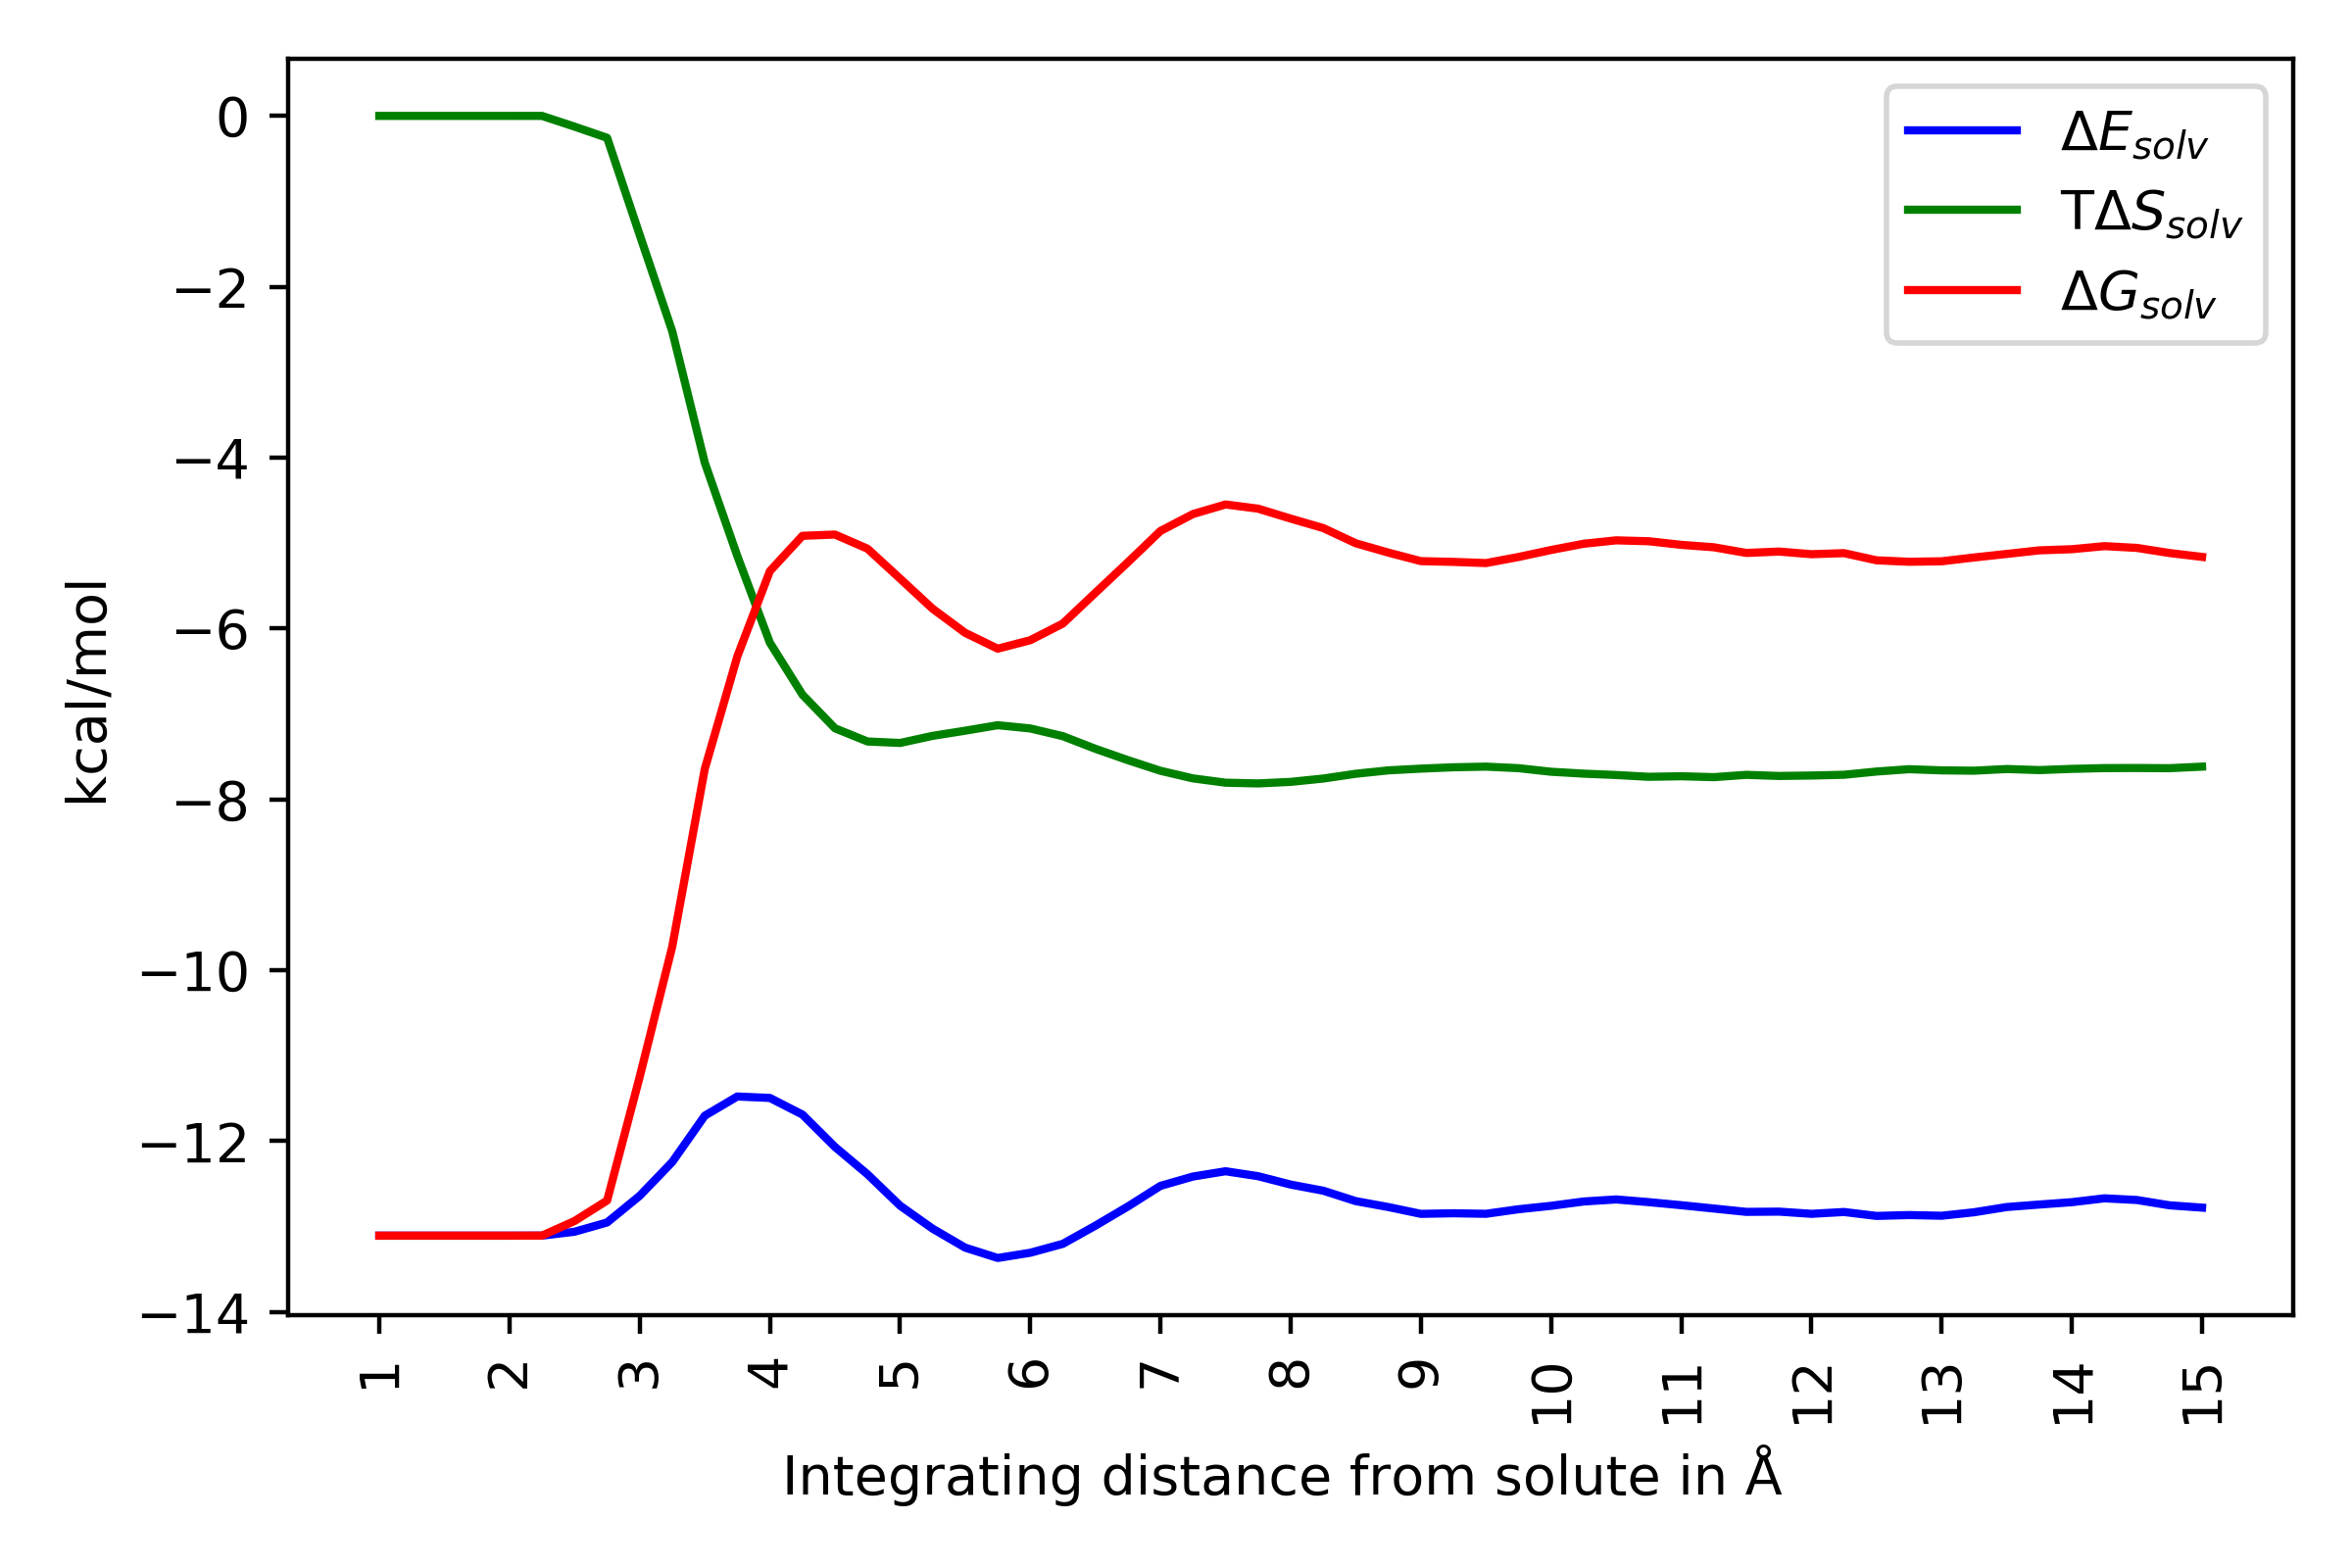 ΔE_solv
TΔS_solv
ΔG_solv
kcal/mol
0
−2
−4
−6
−8
−10
−12
−14
1 2 3 4 5 6 7 8 9 10 11 12 13 14 15
Integrating distance from solute in Å